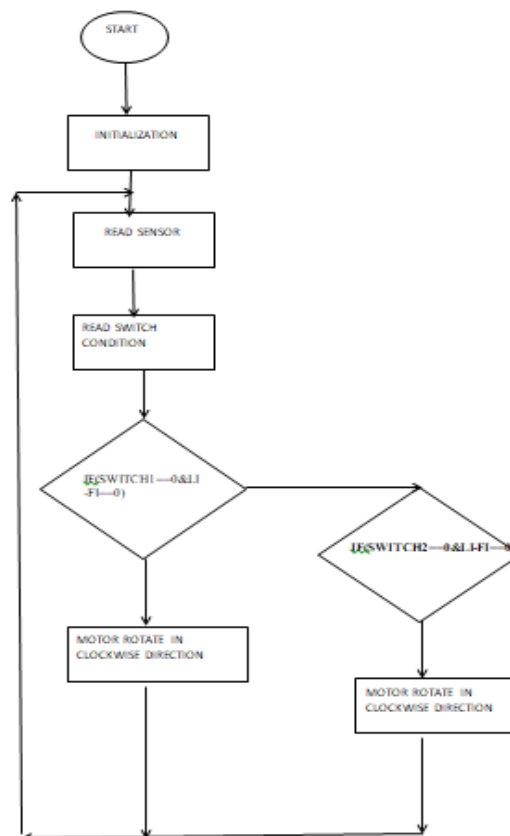 START
INITIALIZATION
READ SENSOR
READ SWITCH
CONDITION
IF(SWITCH1==0&LI
-FI==0)
IF(SWITCH2==0&LI-FI==0
MOTOR ROTATE IN
CLOCKWISE DIRECTION
MOTOR ROTATE IN
CLOCKWISE DIRECTION